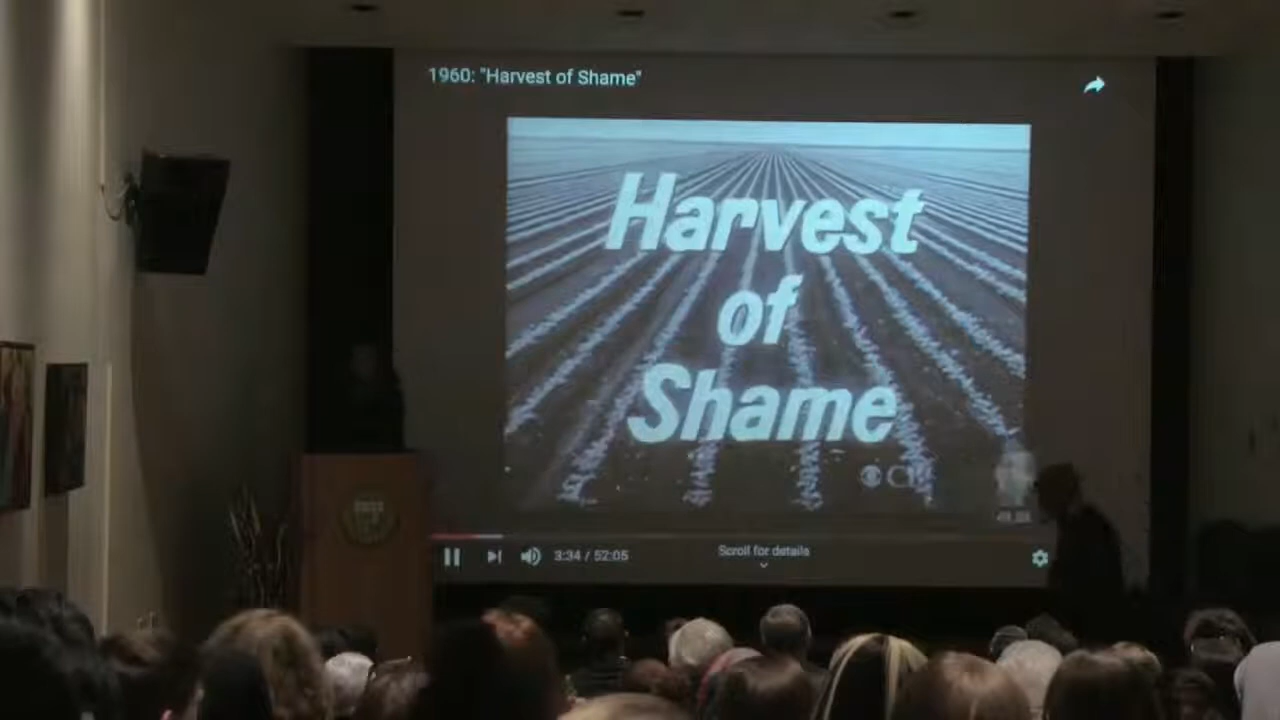 1960: "Harvest of Shame"
Harvest
of
Shame
3:34 / 52:05
Scroll for details